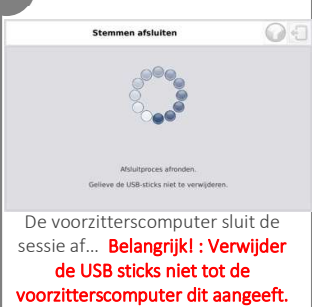 Stemmen afsluiten
Afsluitproces afronden.
Gelieve de USB-sticks niet te verwijderen.
De voorzitterscomputer sluit de
sessie af... Belangrijk! : Verwijder
de USB sticks niet tot de
voorzitterscomputer dit aangeeft.